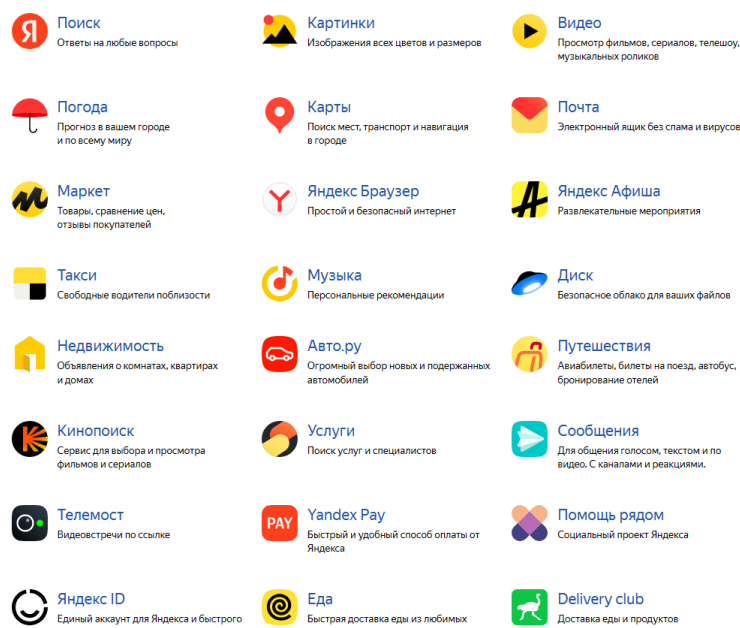 Я
Поиск
Ответы на любые вопросы
Картинки
Изображения всех цветов и размеров
Видео
Просмотр фильмов, сериалов, телешоу,
музыкальных роликов
Погода
Прогноз в вашем городе
и по всему миру
Карты
Поиск мест, транспорт и навигация
в городе
Почта
Электронный ящик без спама и вирусов
Маркет
Товары, сравнение цен,
отзывы покупателей
Яндекс Браузер
Простой и безопасный интернет
Яндекс Афиша
Развлекательные мероприятия
Такси
Свободные водители поблизости
Музыка
Персональные рекомендации
Диск
Безопасное облако для ваших файлов
Недвижимость
Объявления о комнатах, квартирах
и домах
Авто.ру
Огромный выбор новых и подержанных
автомобилей
Путешествия
Авиабилеты, билеты на поезд, автобус,
бронирование отелей
Кинопоиск
Сервис для выбора и просмотра
фильмов и сериалов
Услуги
Поиск услуг и специалистов
Сообщения
Для общения голосом, текстом и по
видео. С каналами и реакциями.
Телемост
Видеовстречи по ссылке
PAY
Yandex Pay
Быстрый и удобный способ оплаты от
Яндекса
Помощь рядом
Социальный проект Яндекса
Яндекс ID
Единый аккаунт для Яндекса и быстрого
Еда
Быстрая доставка еды из любимых
Delivery club
Доставка еды и продуктов